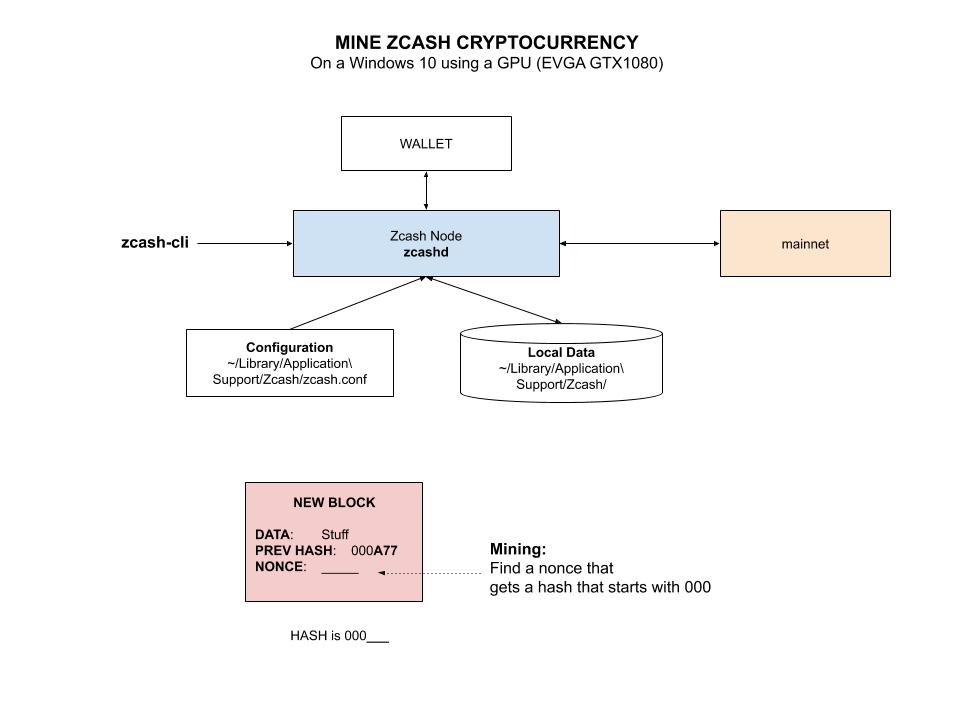 MINE ZCASH CRYPTOCURRENCY
On a Windows 10 using a GPU (EVGA GTX1080)
WALLET
zcash-cli
Zcash Node
zcashd
mainnet
Configuration
~/Library/Application\
Support/Zcash/zcash.conf
Local Data
~/Library/Application\
Support/Zcash/
NEW BLOCK
DATA: Stuff
PREV HASH: 000A77
NONCE: _____
Mining:
Find a nonce that
gets a hash that starts with 000
HASH is 000___